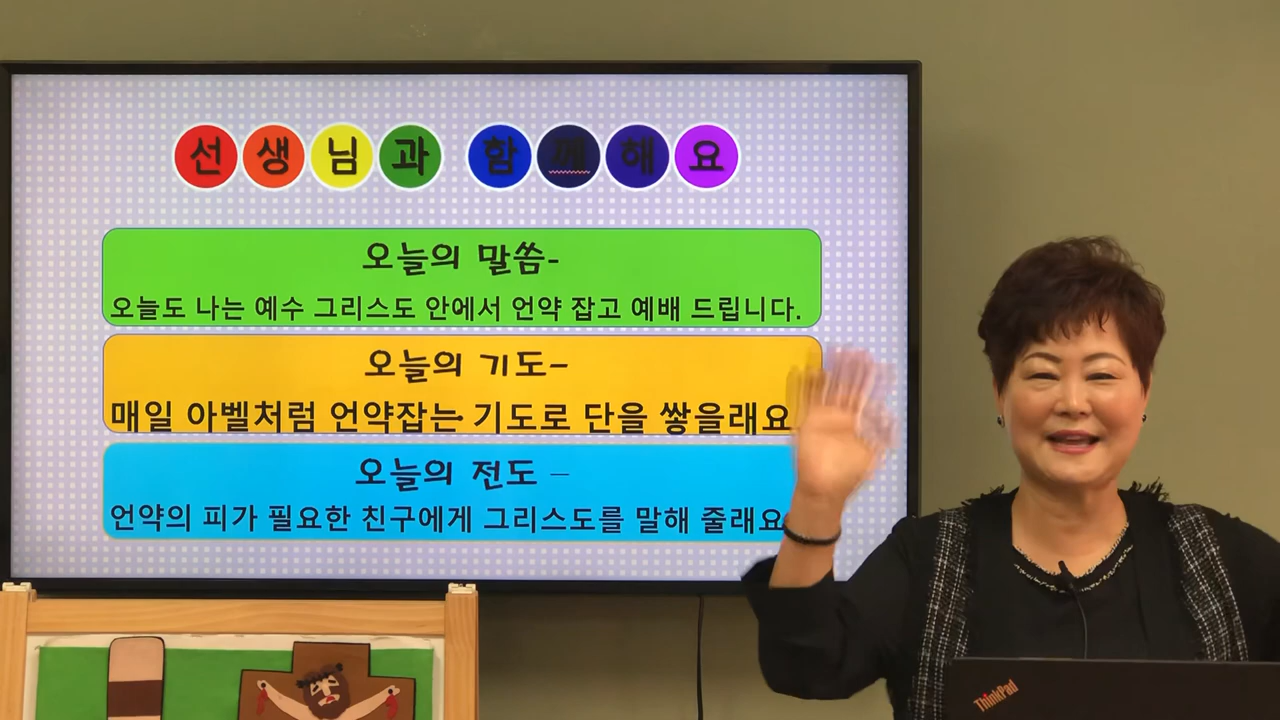 선생님과 함께해요
오늘의 말씀-
오늘도 나는 예수 그리스도 안에서 언약 잡고 예배 드립니다.
오늘의 기도-
매일 아벨처럼 언약잡는 기도로 단을 쌓을래요
오늘의 전도 -
언약의 피가 필요한 친구에게 그리스도를 말해 줄래요
ThinkPad